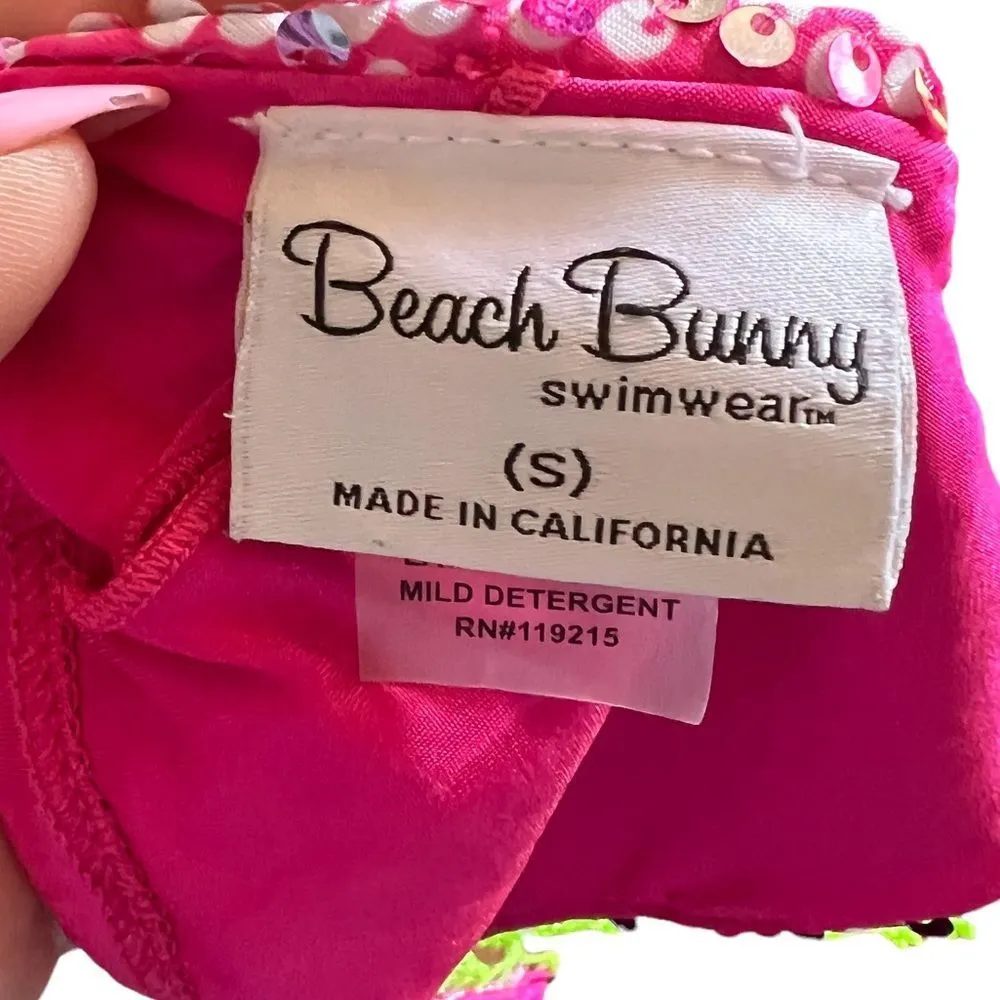 Beach Bunny
swimwear™
(S)
MADE IN CALIFORNIA
MILD DETERGENT
RN#119215